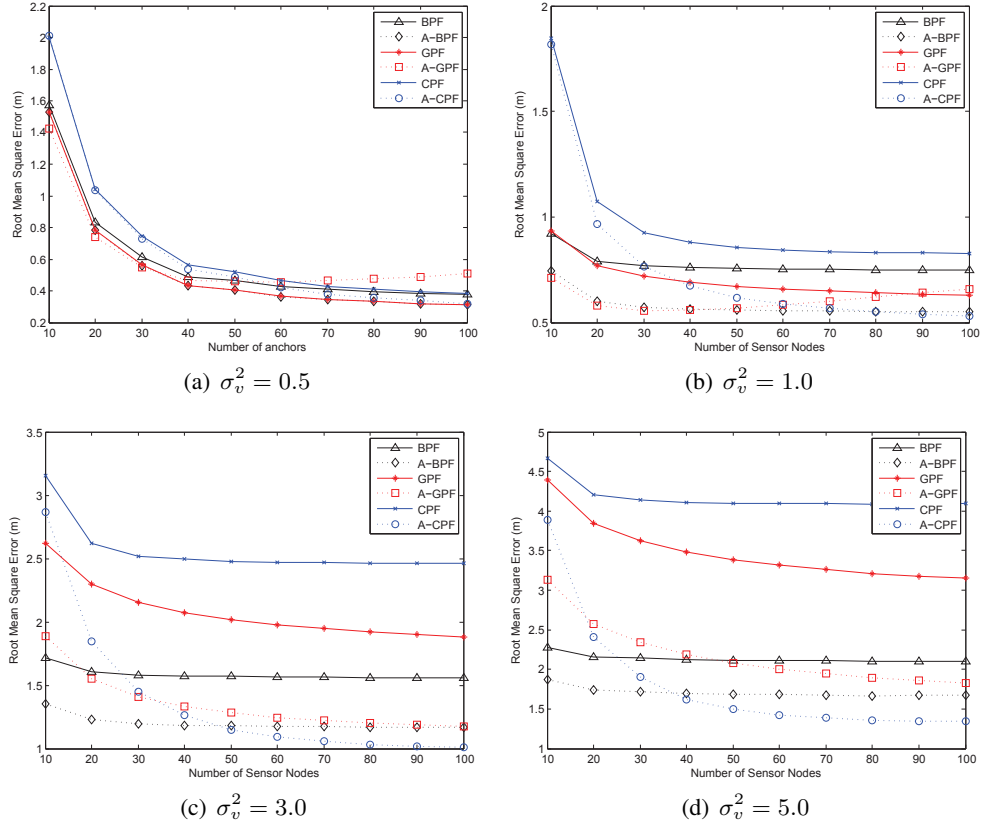 2.2
2
1.8
1.6
1.4
1.2
1
0.8
0.6
0.4
0.2
Root Mean Square Error (m)
10 20 30 40 50 60 70 80 90 100
Number of anchors
BPF
A−BPF
GPF
A−GPF
CPF
A−CPF
(a) σ_v^2 = 0.5
2
1.5
1
0.5
Root Mean Square Error (m)
10 20 30 40 50 60 70 80 90 100
Number of Sensor Nodes
BPF
A−BPF
GPF
A−GPF
CPF
A−CPF
(b) σ_v^2 = 1.0
3.5
3
2.5
2
1.5
1
Root Mean Square Error (m)
10 20 30 40 50 60 70 80 90 100
Number of Sensor Nodes
BPF
A−BPF
GPF
A−GPF
CPF
A−CPF
(c) σ_v^2 = 3.0
5
4.5
4
3.5
3
2.5
2
1.5
1
Root Mean Square Error (m)
10 20 30 40 50 60 70 80 90 100
Number of Sensor Nodes
BPF
A−BPF
GPF
A−GPF
CPF
A−CPF
(d) σ_v^2 = 5.0